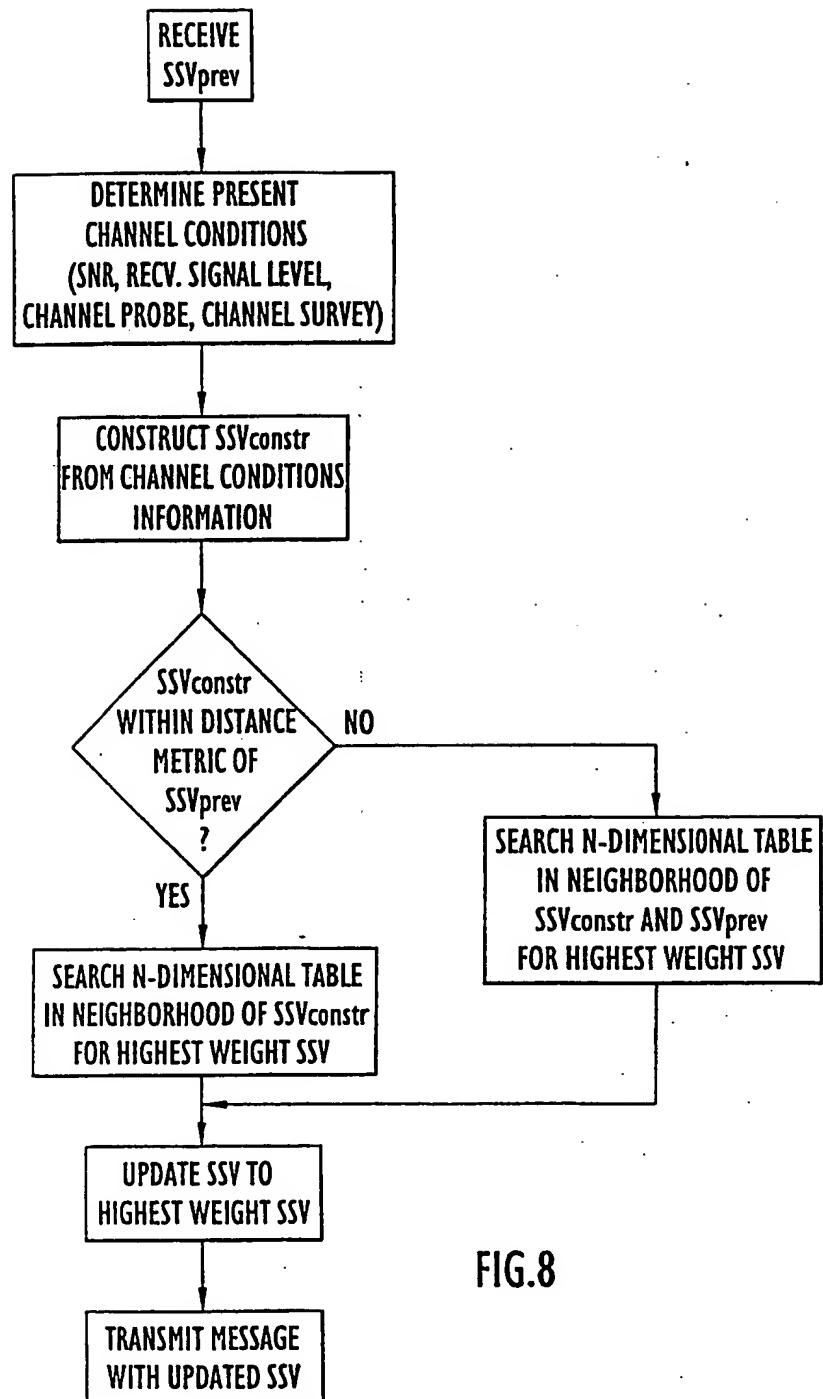 RECEIVE
SSVprev
DETERMINE PRESENT
CHANNEL CONDITIONS
(SNR, RECV. SIGNAL LEVEL,
CHANNEL PROBE, CHANNEL SURVEY)
CONSTRUCT SSVconstr
FROM CHANNEL CONDITIONS
INFORMATION
SSVconstr
WITHIN DISTANCE
METRIC OF
SSVprev
?
NO
YES
SEARCH N-DIMENSIONAL TABLE
IN NEIGHBORHOOD OF
SSVconstr AND SSVprev
FOR HIGHEST WEIGHT SSV
SEARCH N-DIMENSIONAL TABLE
IN NEIGHBORHOOD OF SSVconstr
FOR HIGHEST WEIGHT SSV
UPDATE SSV TO
HIGHEST WEIGHT SSV
TRANSMIT MESSAGE
WITH UPDATED SSV
FIG.8